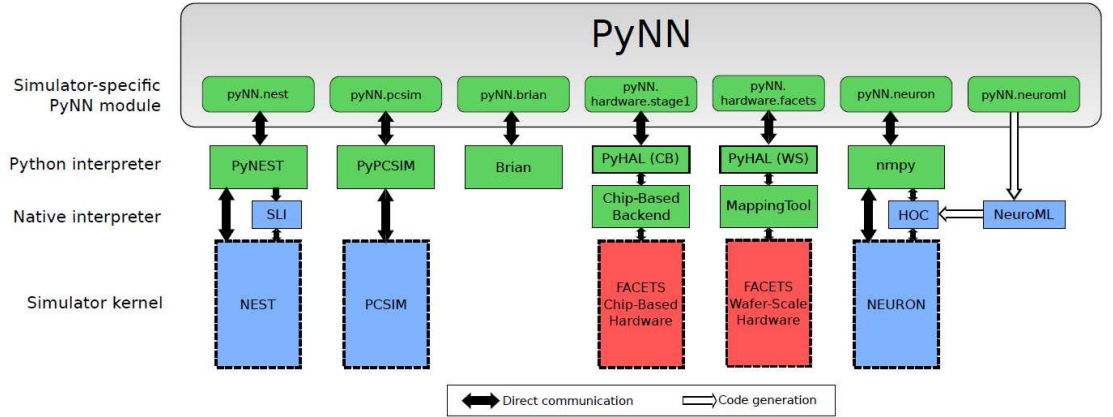 PyNN
Simulator-specific
PyNN module
pyNN.nest
pyNN.pcsim
pyNN.brian
pyNN.
hardware.stage1
pyNN.
hardware.facets
pyNN.neuron
pyNN.neuroml
Python interpreter
PyNEST
PyPCSIM
Brian
PyHAL (CB)
PyHAL (WS)
nrnpy
Native interpreter
SLI
Chip-Based
Backend
MappingTool
HOC
NeuroML
Simulator kernel
NEST
PCSIM
FACETS
Chip-Based
Hardware
FACETS
Wafer-Scale
Hardware
NEURON
Direct communication
Code generation